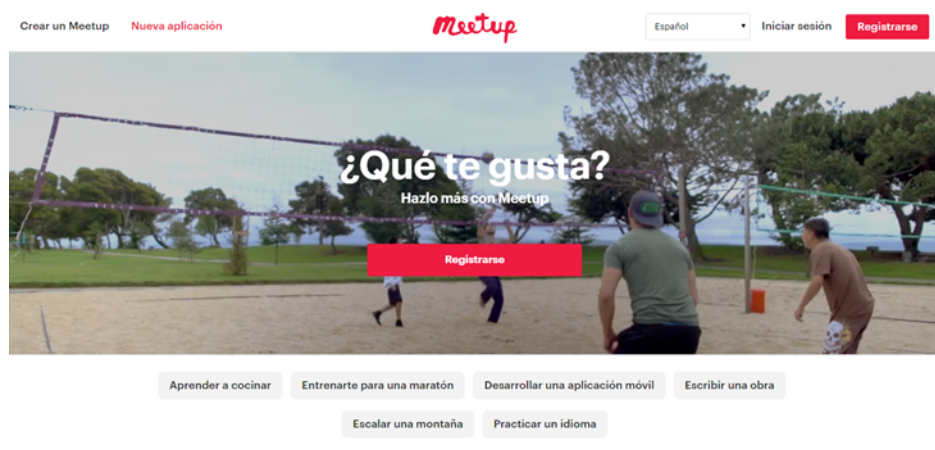 Crear un Meetup Nueva aplicación Meetup Español Iniciar sesión Registrarse
¿Qué te gusta?
Hazlo más con Meetup
Registrarse
Aprender a cocinar Entrenarte para una maratón Desarrollar una aplicación móvil Escribir una obra
Escalar una montaña Practicar un idioma